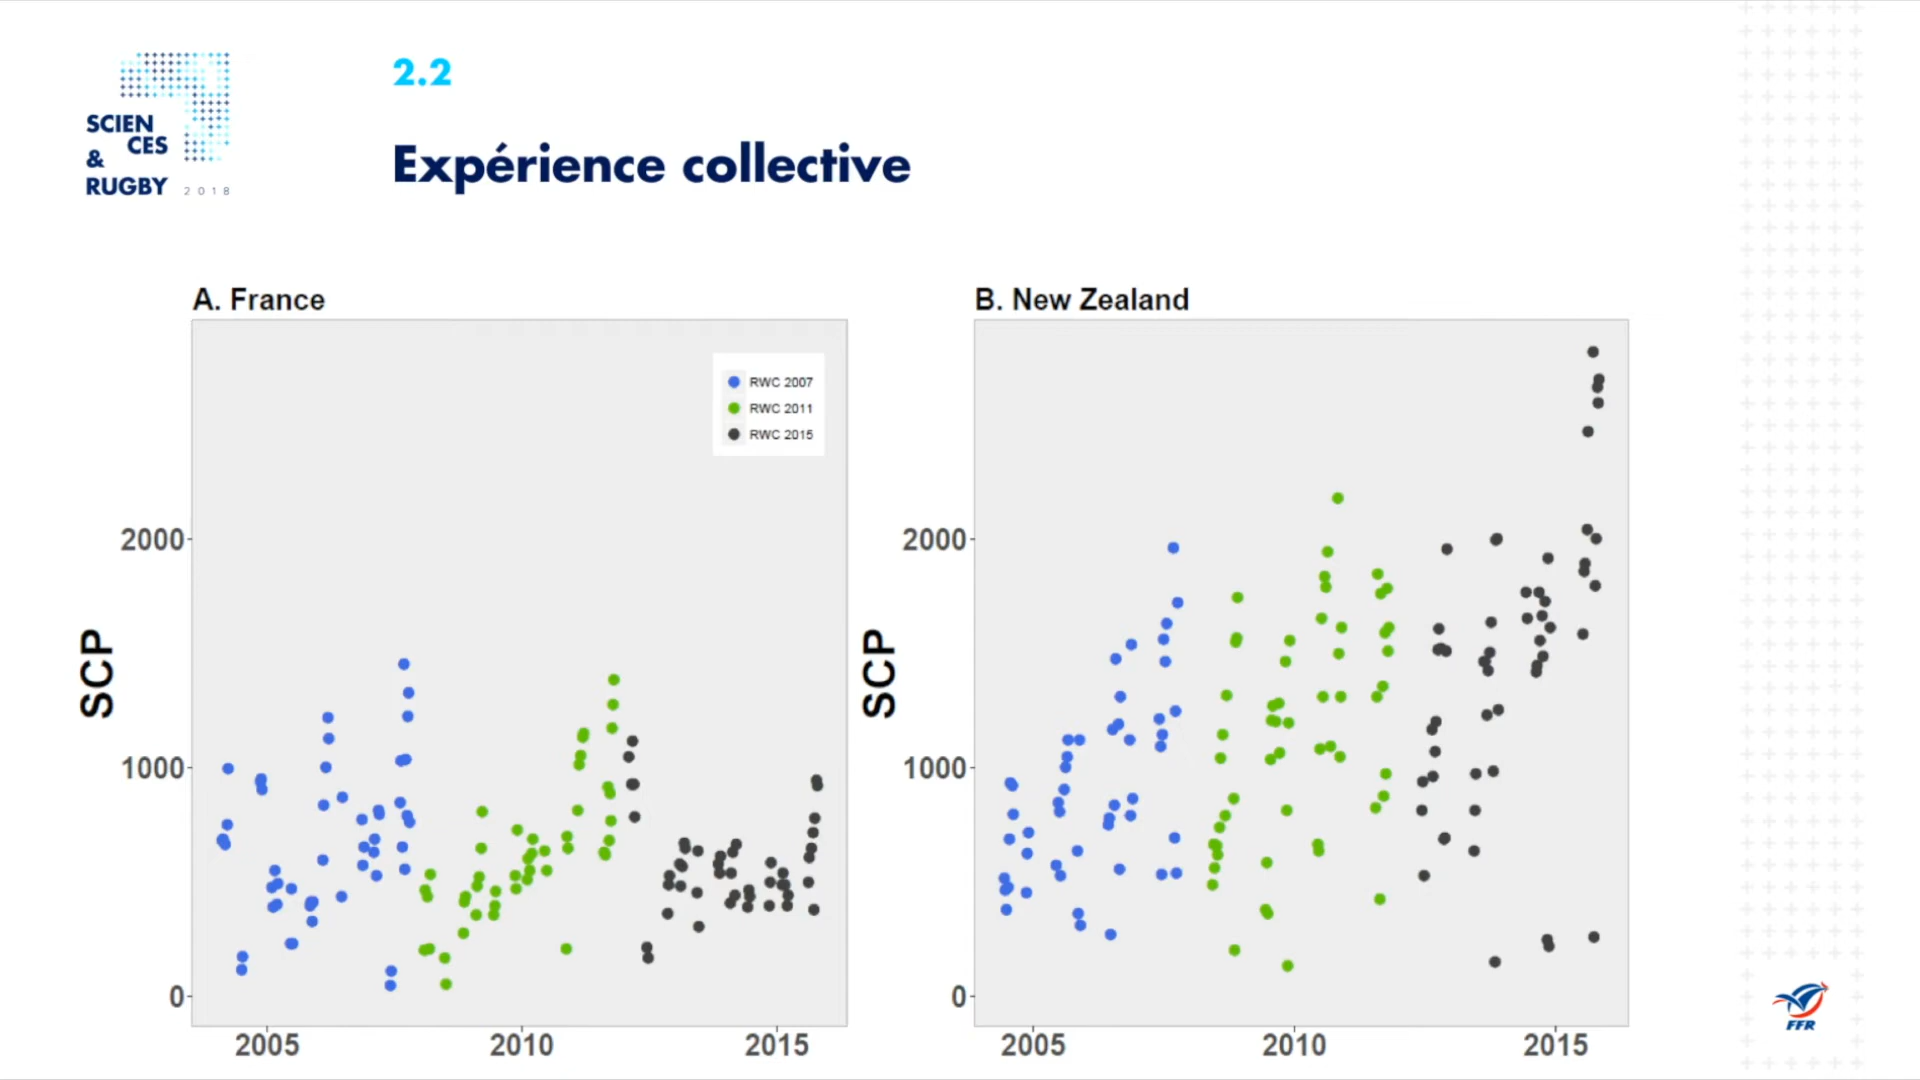 SCIEN
CES
&
RUGBY 2018
2.2
Expérience collective
A. France
RWC 2007
RWC 2011
RWC 2015
SCP
2000
1000
0
2005 2010 2015
B. New Zealand
SCP
2000
1000
0
2005 2010 2015
FFR